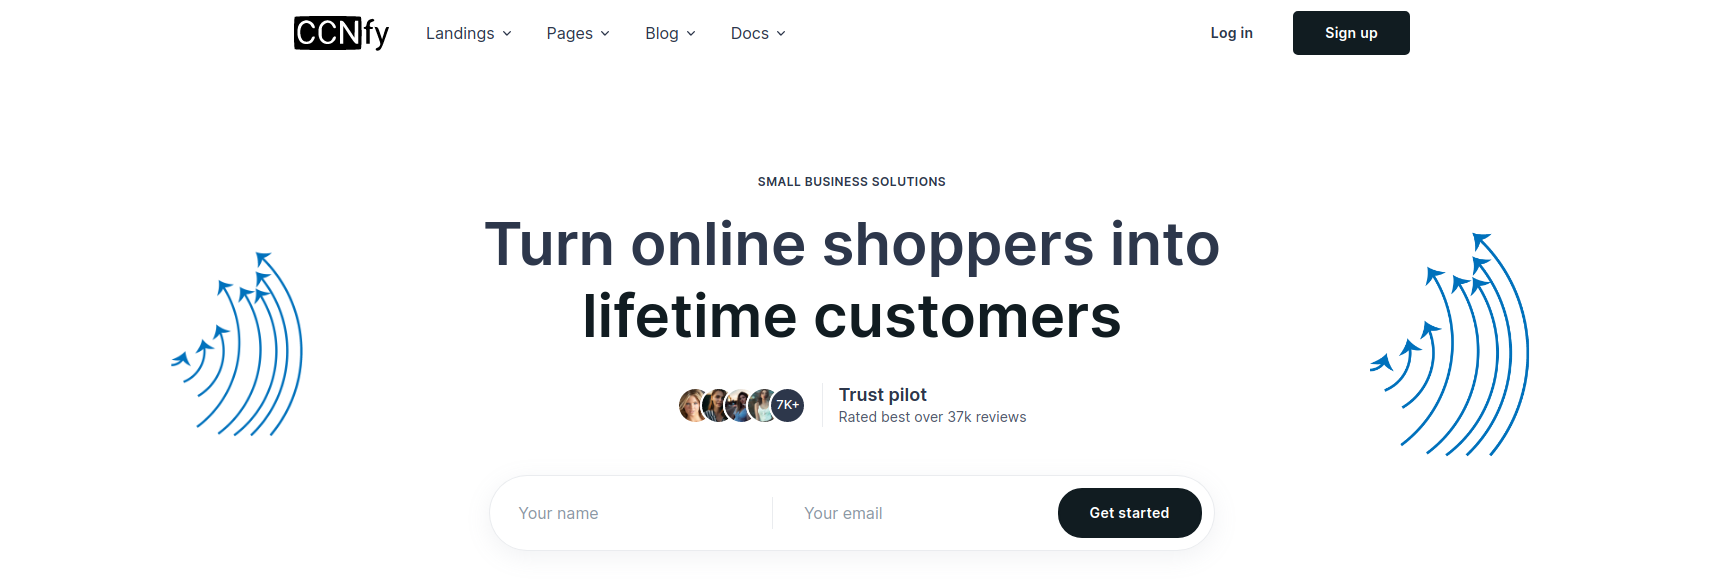 CCNfy
Landings
Pages
Blog
Docs
Log in
Sign up
SMALL BUSINESS SOLUTIONS
Turn online shoppers into
lifetime customers
7K+
Trust pilot
Rated best over 37k reviews
Your name
Your email
Get started